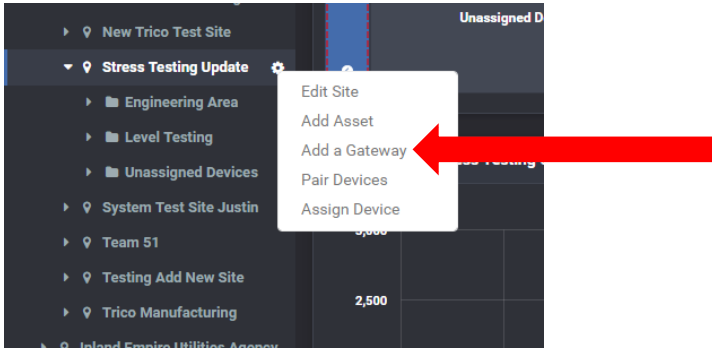 New Trico Test Site
Unassigned D
Stress Testing Update
Edit Site
Engineering Area
Add Asset
Level Testing
Add a Gateway
Unassigned Devices
Pair Devices
System Test Site Justin
Assign Device
Team 51
Testing Add New Site
2,500
Trico Manufacturing
Inland Empire Utilities Agency